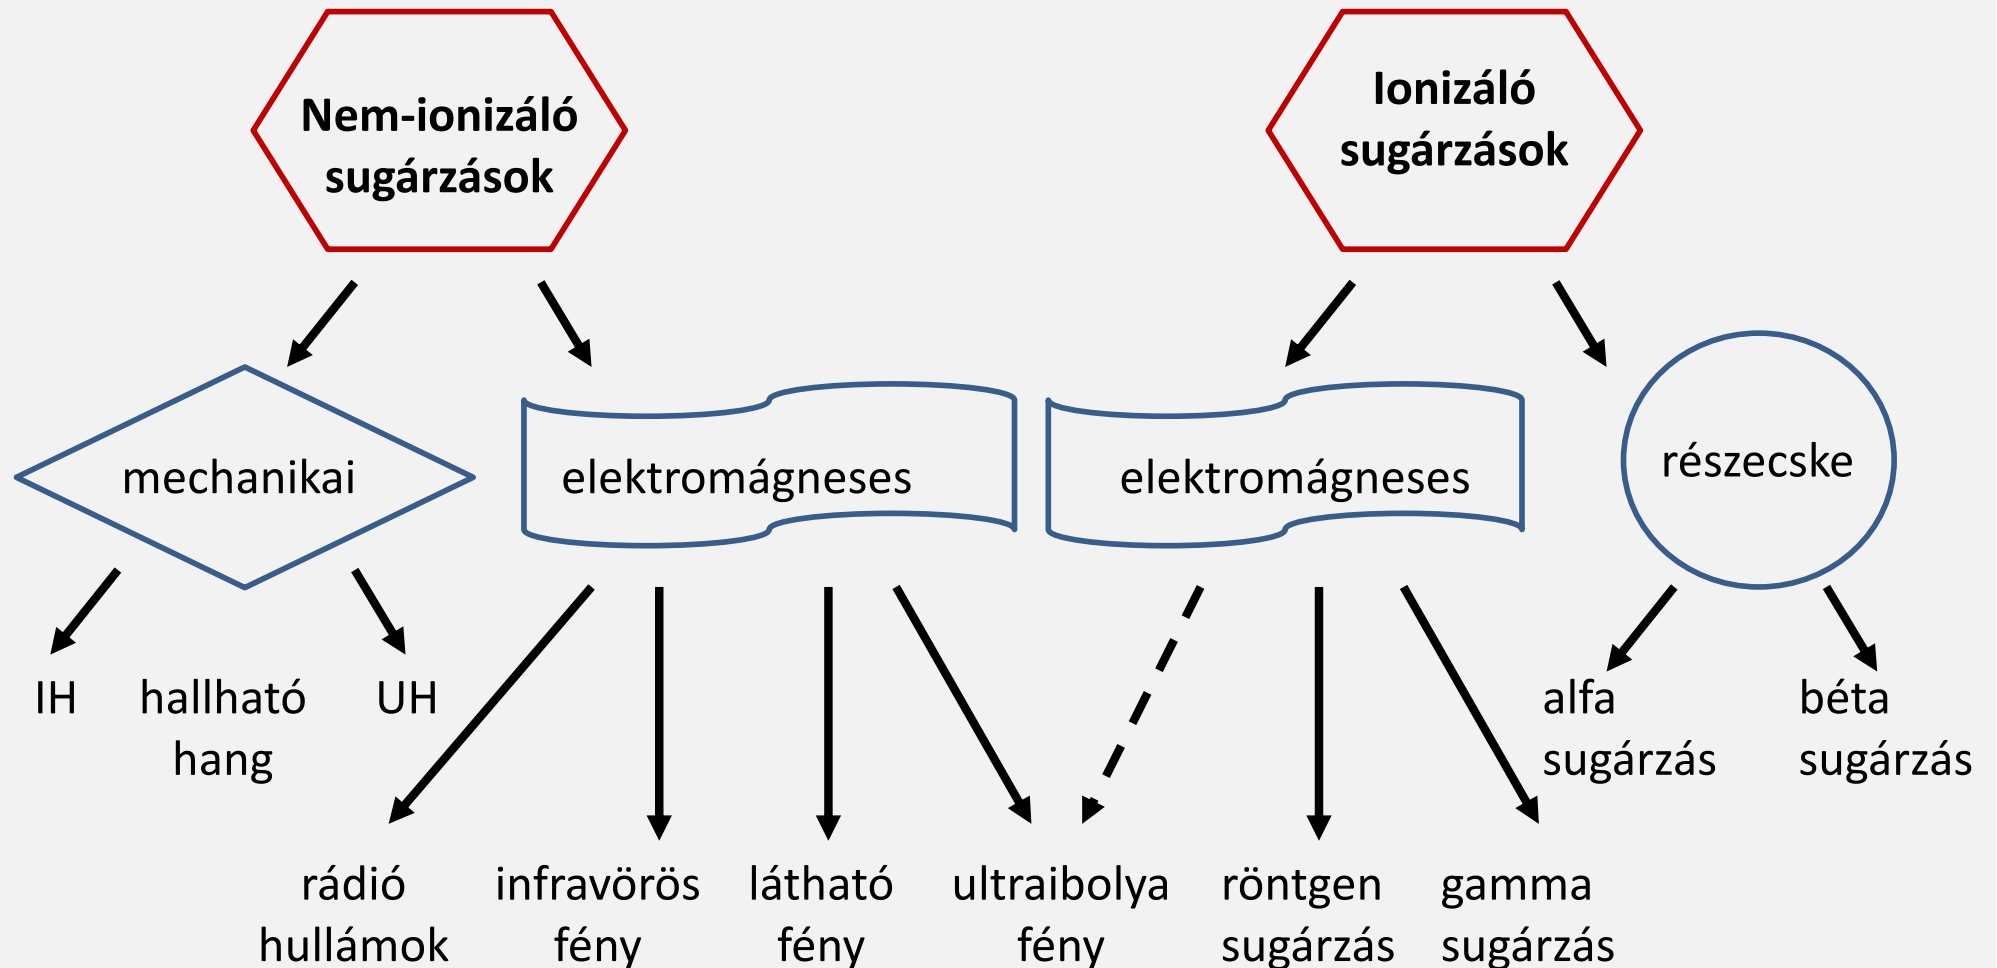 Nem-ionizáló
sugárzások
Ionizáló
sugárzások
mechanikai
elektromágneses
elektromágneses
részecske
IH
hallható
hang
UH
alfa
sugárzás
béta
sugárzás
rádió
hullámok
infravörös
fény
látható
fény
ultraibolya
fény
röntgen
sugárzás
gamma
sugárzás